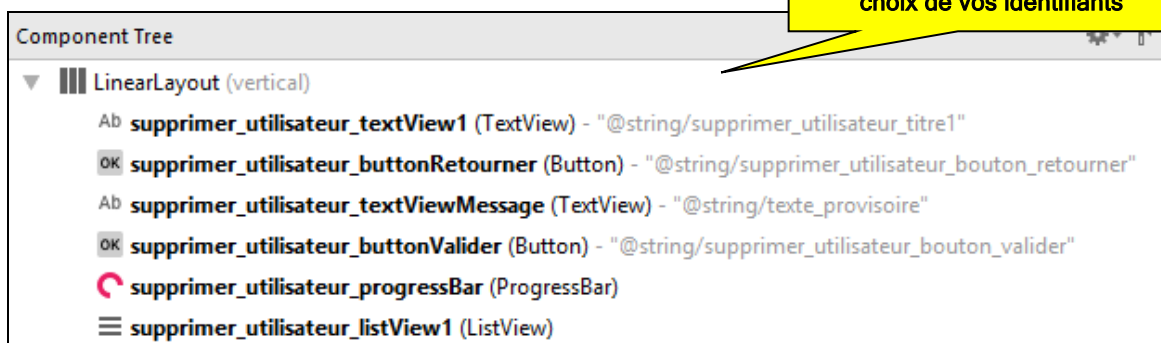 choix de vos identifiants
Component Tree
LinearLayout (vertical)
Ab supprimer_utilisateur_textView1 (TextView) - "@string/supprimer_utilisateur_titre1"
OK supprimer_utilisateur_buttonRetourner (Button) - "@string/supprimer_utilisateur_bouton_retourner"
Ab supprimer_utilisateur_textViewMessage (TextView) - "@string/texte_provisoire"
OK supprimer_utilisateur_buttonValider (Button) - "@string/supprimer_utilisateur_bouton_valider"
supprimer_utilisateur_progressBar (ProgressBar)
supprimer_utilisateur_listView1 (ListView)